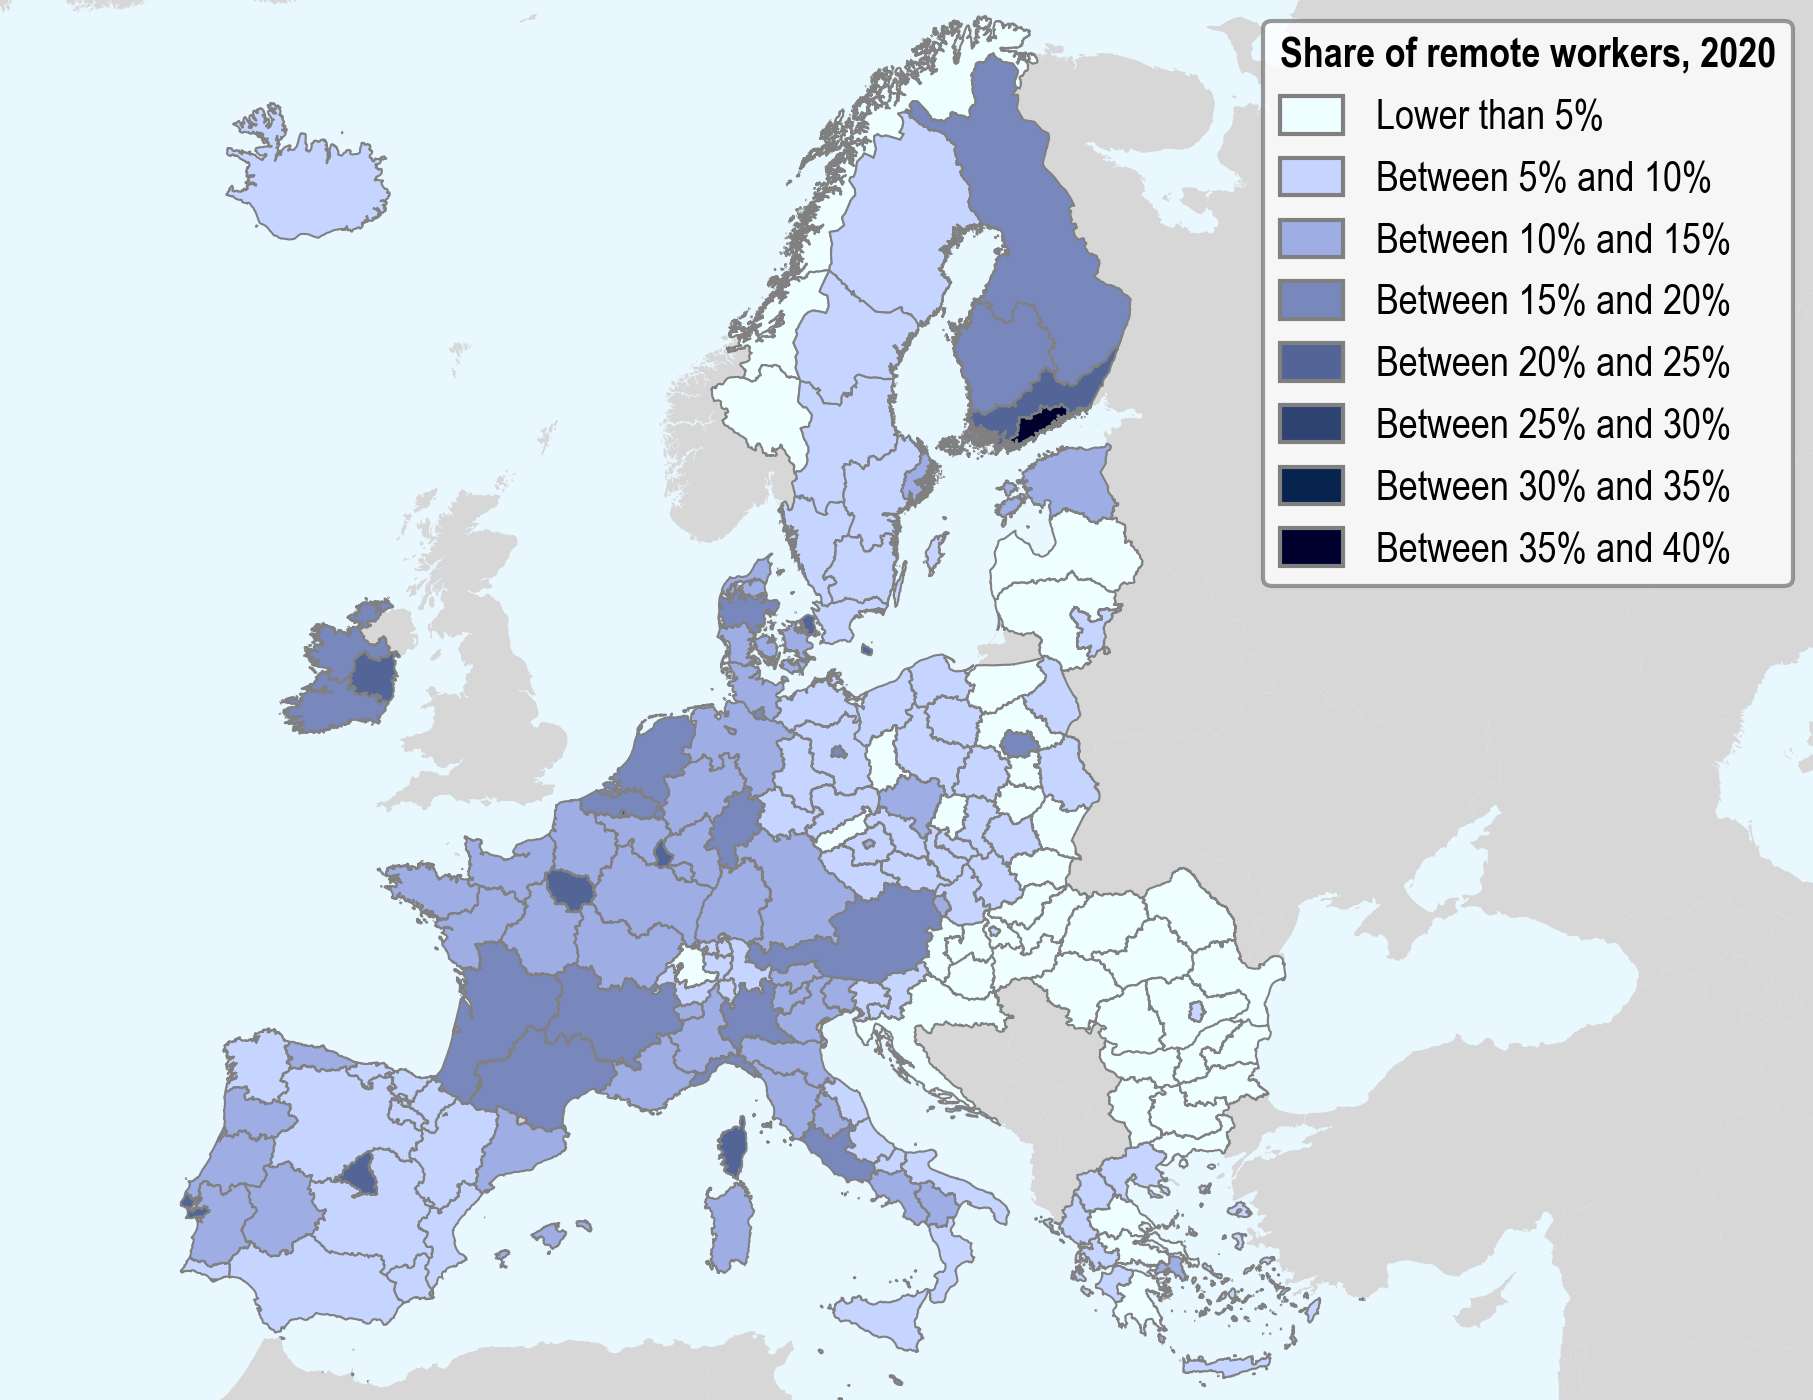 Share of remote workers, 2020
Lower than 5%
Between 5% and 10%
Between 10% and 15%
Between 15% and 20%
Between 20% and 25%
Between 25% and 30%
Between 30% and 35%
Between 35% and 40%